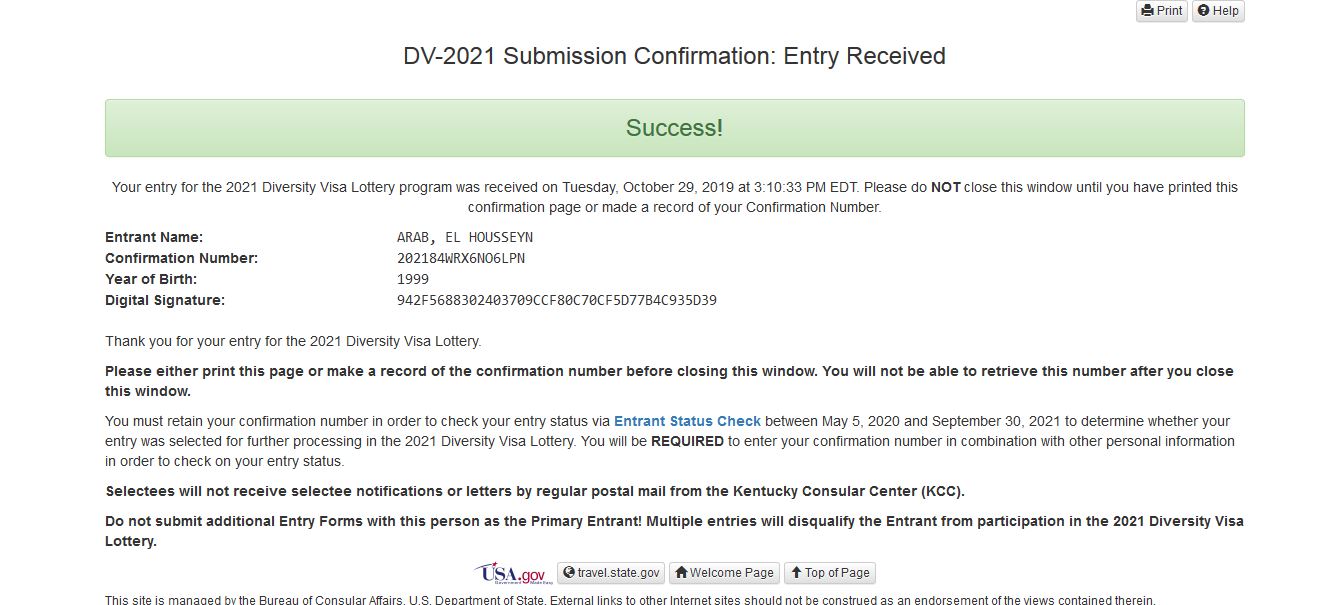 Print Help
DV-2021 Submission Confirmation: Entry Received
Success!
Your entry for the 2021 Diversity Visa Lottery program was received on Tuesday, October 29, 2019 at 3:10:33 PM EDT. Please do NOT close this window until you have printed this
confirmation page or made a record of your Confirmation Number.
Entrant Name: ARAB, EL HOUSSEYN
Confirmation Number: 202184WRX6NO6LPN
Year of Birth: 1999
Digital Signature: 942F5688302403709CCF80C70CF5D77B4C935D39
Thank you for your entry for the 2021 Diversity Visa Lottery.
Please either print this page or make a record of the confirmation number before closing this window. You will not be able to retrieve this number after you close
this window.
You must retain your confirmation number in order to check your entry status via Entrant Status Check between May 5, 2020 and September 30, 2021 to determine whether your
entry was selected for further processing in the 2021 Diversity Visa Lottery. You will be REQUIRED to enter your confirmation number in combination with other personal information
in order to check on your entry status.
Selectees will not receive selectee notifications or letters by regular postal mail from the Kentucky Consular Center (KCC).
Do not submit additional Entry Forms with this person as the Primary Entrant! Multiple entries will disqualify the Entrant from participation in the 2021 Diversity Visa
Lottery.
USA.gov travel.state.gov Welcome Page Top of Page
Government Made Easy
This site is managed by the Bureau of Consular Affairs, U.S. Department of State. External links to other Internet sites should not be construed as an endorsement of the views contained therein.